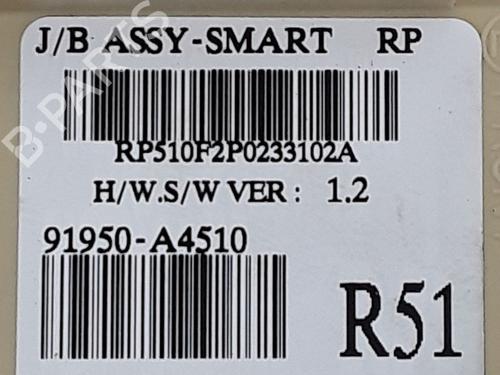 J/B ASSY-SMART RP
RP510F2P0233102A
H/W.S/W VER : 1.2
91950-A4510
R51
B-PARTS